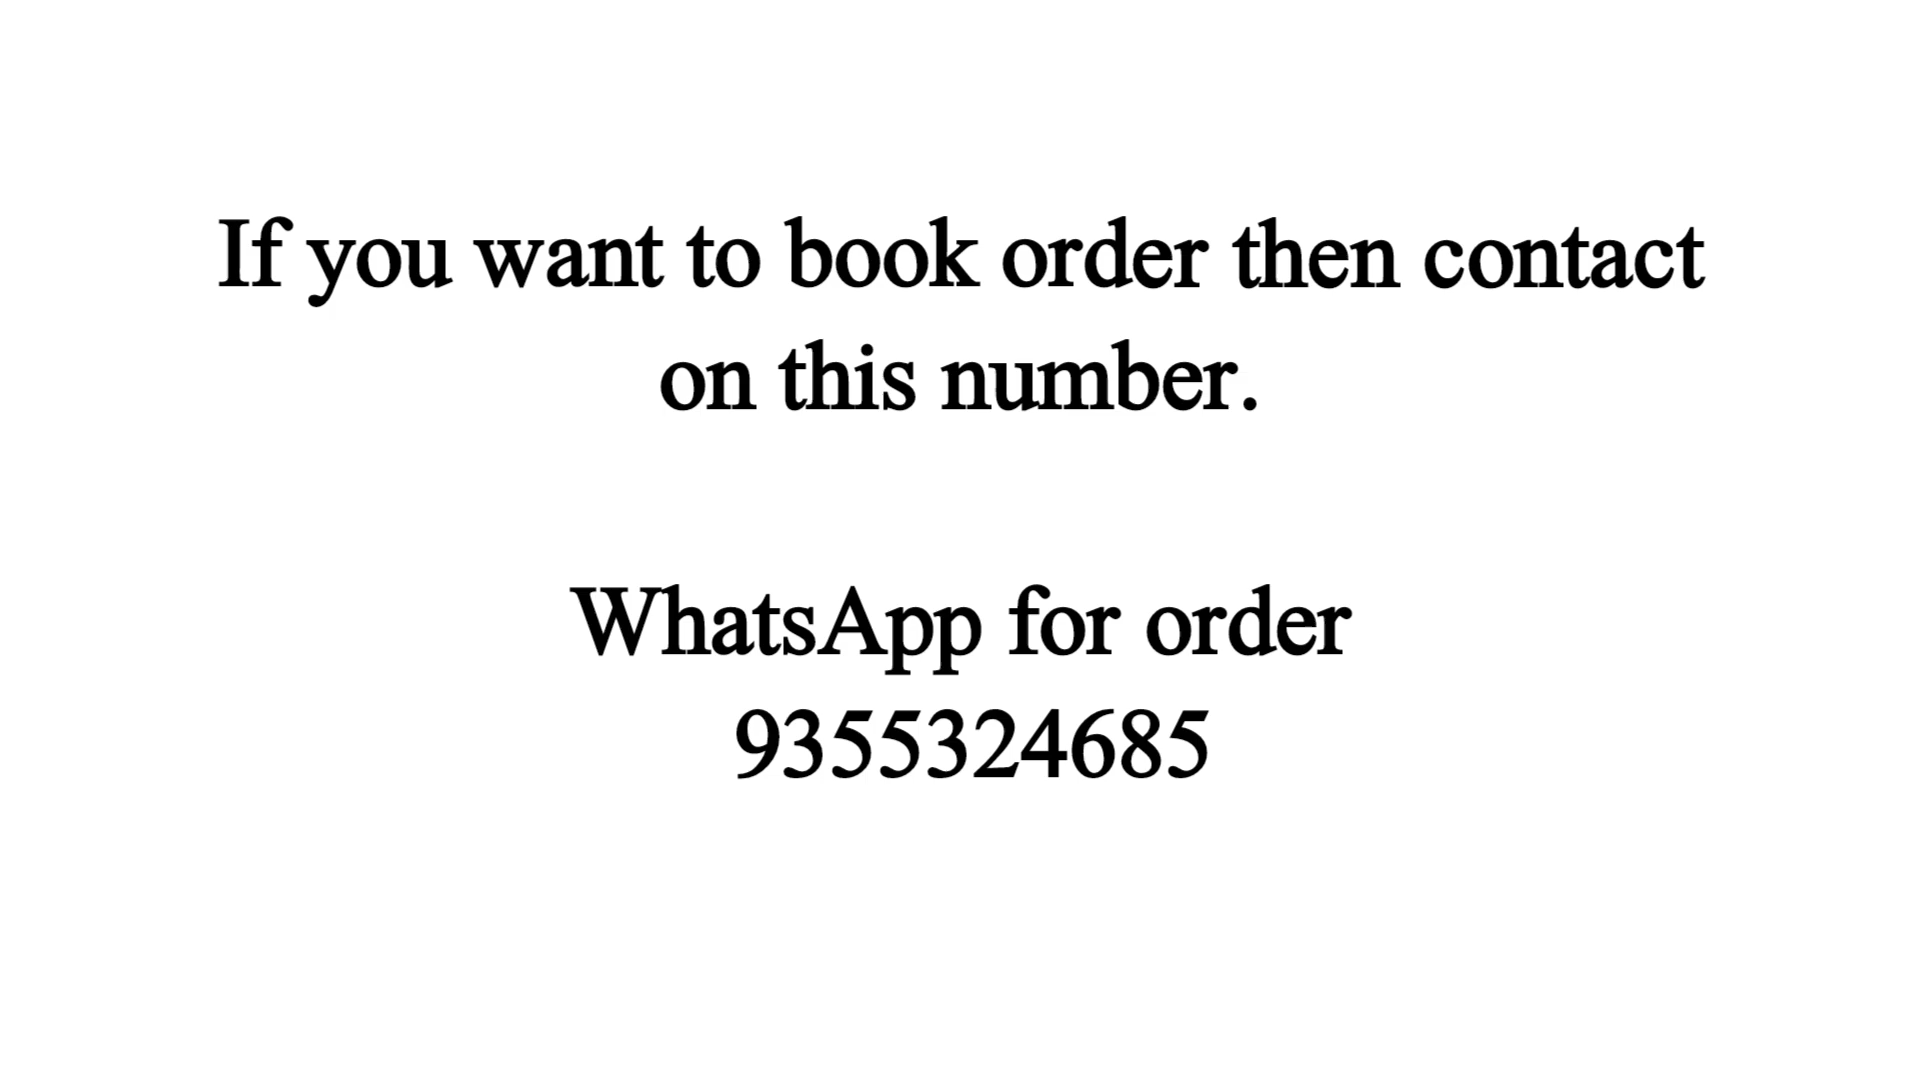 If you want to book order then contact
on this number.
WhatsApp for order
9355324685